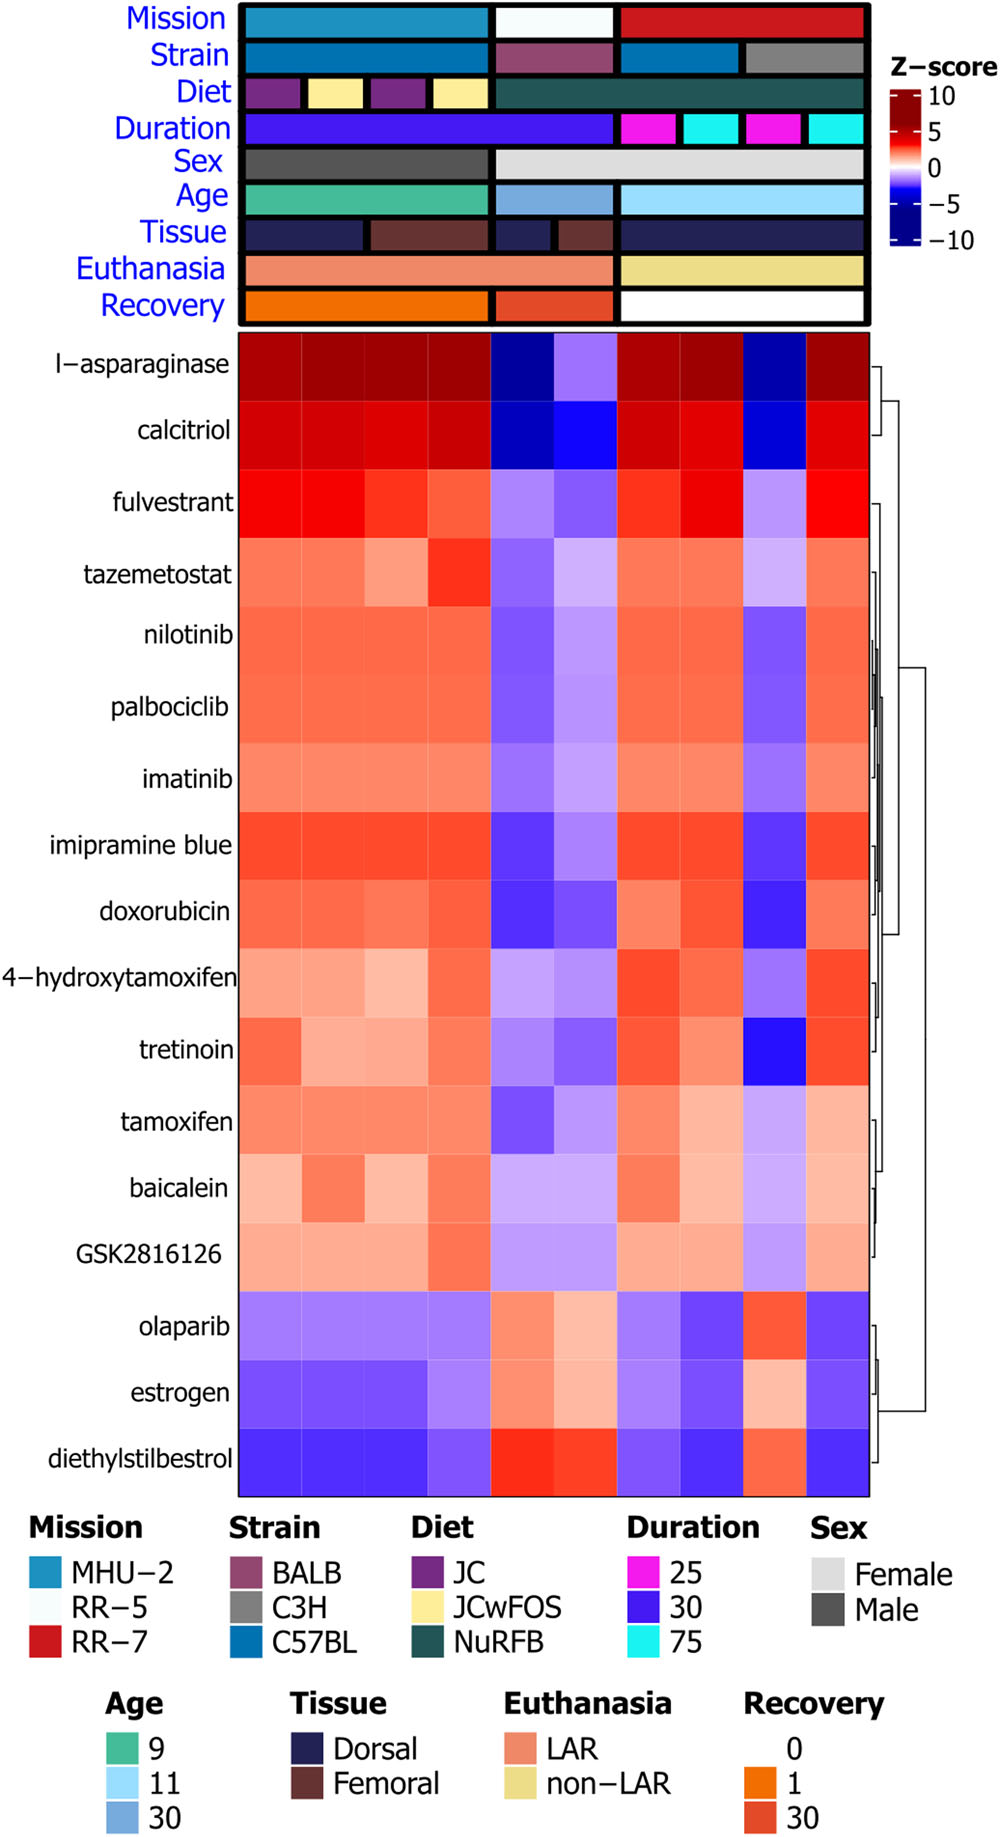 Mission
Strain
Diet
Duration
Sex
Age
Tissue
Euthanasia
Recovery
Z−score
10
5
0
−5
−10
l−asparaginase
calcitriol
fulvestrant
tazemetostat
nilotinib
palbociclib
imatinib
imipramine blue
doxorubicin
4−hydroxytamoxifen
tretinoin
tamoxifen
baicalein
GSK2816126
olaparib
estrogen
diethylstilbestrol
Mission Strain Diet Duration Sex
MHU−2 BALB JC 25 Female
RR−5 C3H JCwFOS 30 Male
RR−7 C57BL NuRFB 75
Age Tissue Euthanasia Recovery
9 Dorsal LAR 0
11 Femoral non−LAR 1
30 30